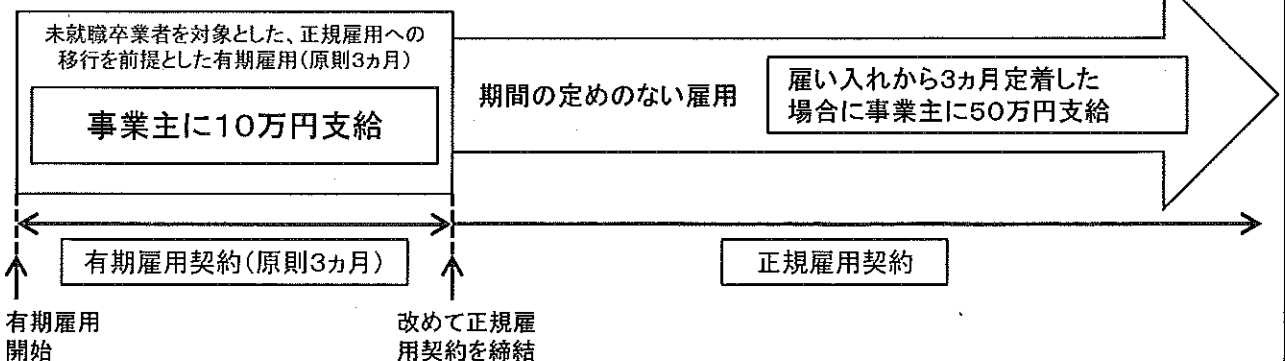 未就職卒業者を対象とした、正規雇用への
移行を前提とした有期雇用(原則3ヵ月)
事業主に10万円支給
期間の定めのない雇用
雇い入れから3ヵ月定着した
場合に事業主に50万円支給
有期雇用契約(原則3ヵ月)
正規雇用契約
有期雇用
開始
改めて正規雇
用契約を締結